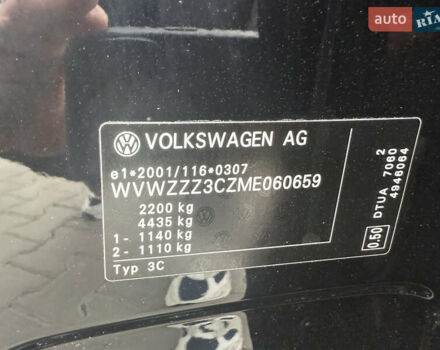 auto RIA
VOLKSWAGEN AG
e1*2001/116*0307
WVWZZZ3CZME060659
2200 kg
4435 kg
1- 1140 kg
2- 1110 kg
Typ 3C
0.50
DTUA 7060 2
4946064